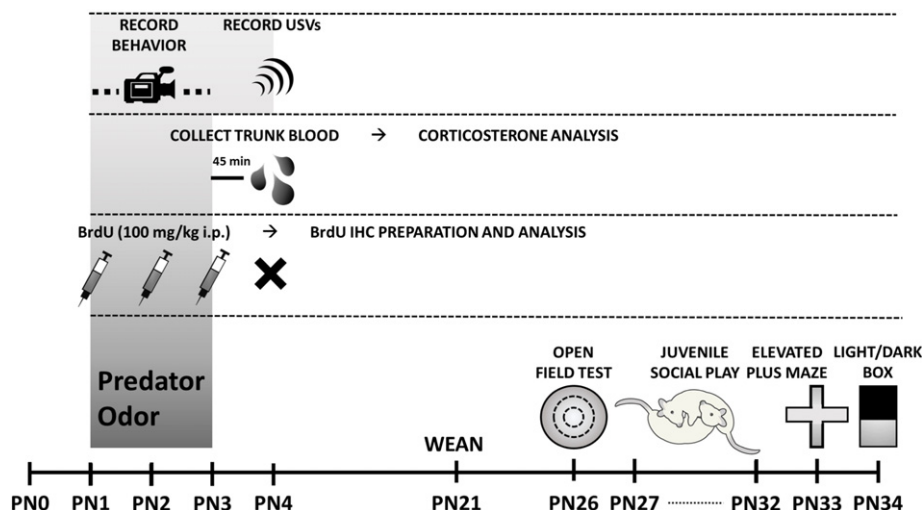 RECORD
BEHAVIOR
RECORD USVs
COLLECT TRUNK BLOOD → CORTICOSTERONE ANALYSIS
45 min
BrdU (100 mg/kg i.p.) → BrdU IHC PREPARATION AND ANALYSIS
Predator
Odor
OPEN
FIELD TEST
JUVENILE
SOCIAL PLAY
ELEVATED
PLUS MAZE
LIGHT/DARK
BOX
WEAN
PN0 PN1 PN2 PN3 PN4 PN21 PN26 PN27 PN32 PN33 PN34